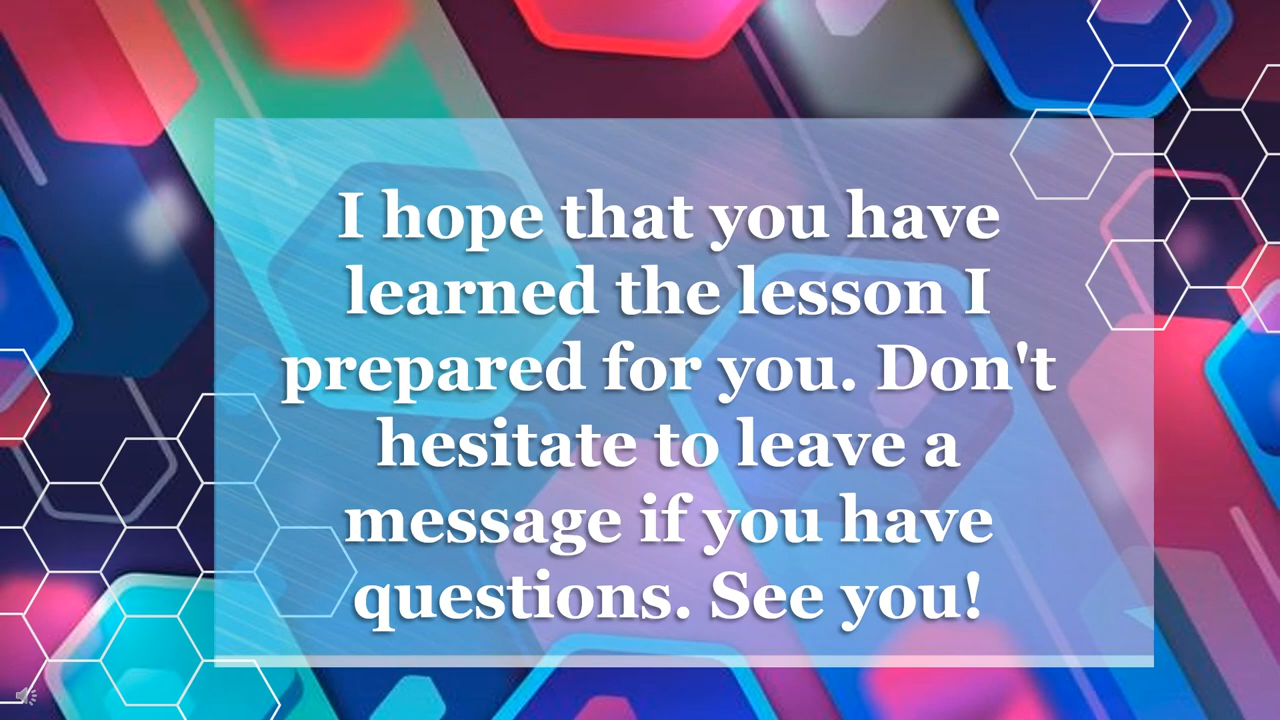 I hope that you have
learned the lesson I
prepared for you. Don't
hesitate to leave a
message if you have
questions. See you!